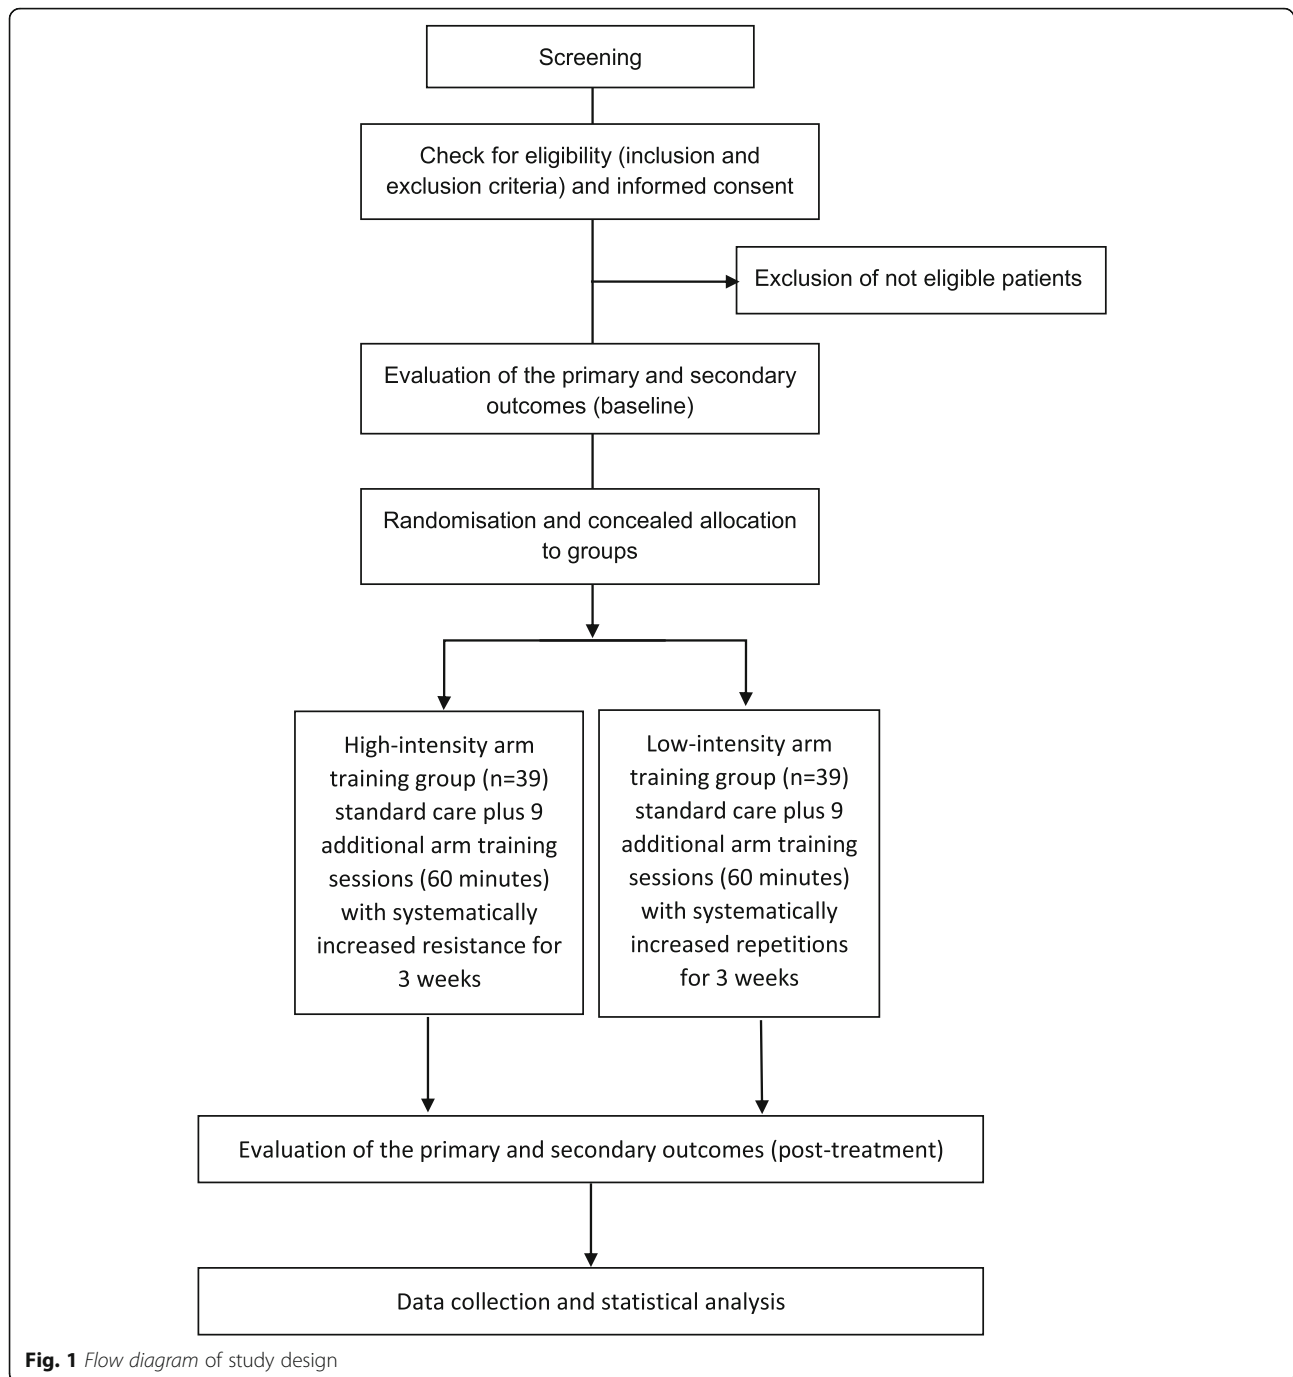 Screening
Check for eligibility (inclusion and
exclusion criteria) and informed consent
Exclusion of not eligible patients
Evaluation of the primary and secondary
outcomes (baseline)
Randomisation and concealed allocation
to groups
High-intensity arm
training group (n=39)
standard care plus 9
additional arm training
sessions (60 minutes)
with systematically
increased resistance for
3 weeks
Low-intensity arm
training group (n=39)
standard care plus 9
additional arm training
sessions (60 minutes)
with systematically
increased repetitions
for 3 weeks
Evaluation of the primary and secondary outcomes (post-treatment)
Data collection and statistical analysis
Fig. 1 Flow diagram of study design